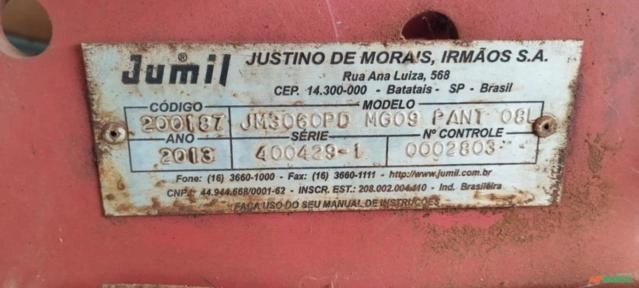 Jumil®
JUSTINO DE MORAIS, IRMÃOS S.A.
Rua Ana Luiza, 568
CEP. 14.300-000 - Batatais - SP - Brasil
CÓDIGO MODELO
200187 JM3060PD MG09 PANT 08L
ANO SÉRIE Nº CONTROLE
2013 400429-1 0002803
Fone: (16) 3660-1000 - Fax: (16) 3660-1111 - http://www.jumil.com.br
CNPJ. 44.944.668/0001-62 - INSCR. EST.: 208.002.004.110 - Ind. Brasileira
FAÇA USO DO SEU MANUAL DE INSTRUÇÕES